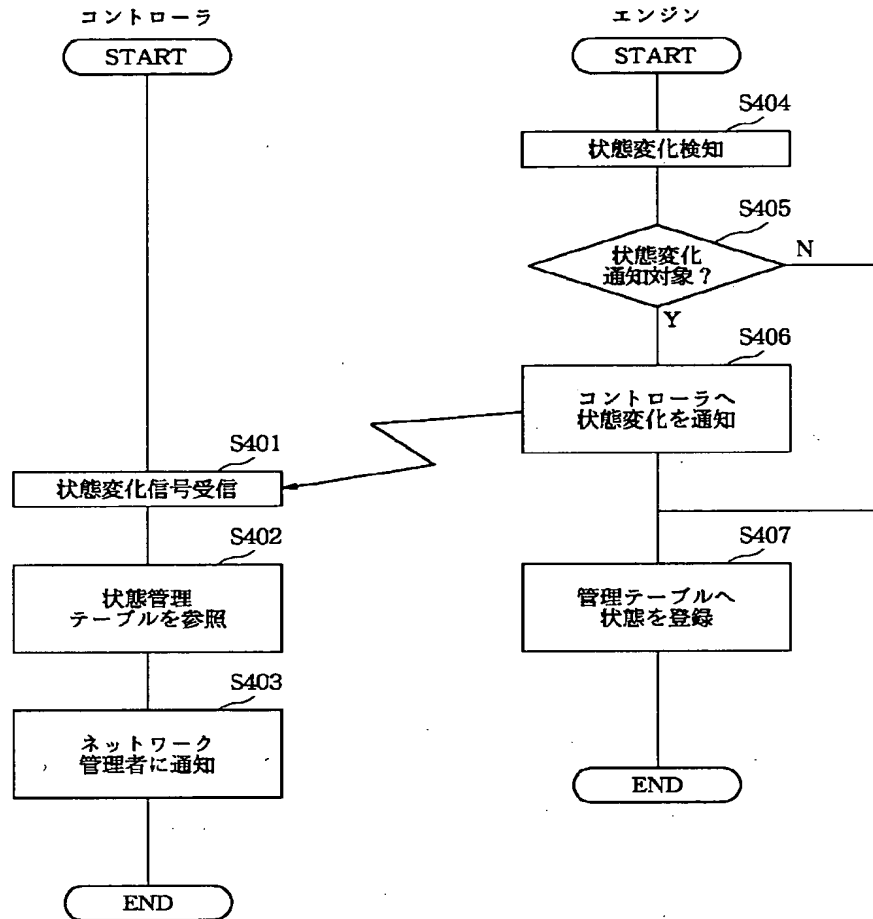 コントローラ
START
S401
状態変化信号受信
S402
状態管理
テーブルを参照
S403
ネットワーク
管理者に通知
END
エンジン
START
S404
状態変化検知
S405
状態変化
通知対象?
N
Y
S406
コントローラへ
状態変化を通知
S407
管理テーブルへ
状態を登録
END